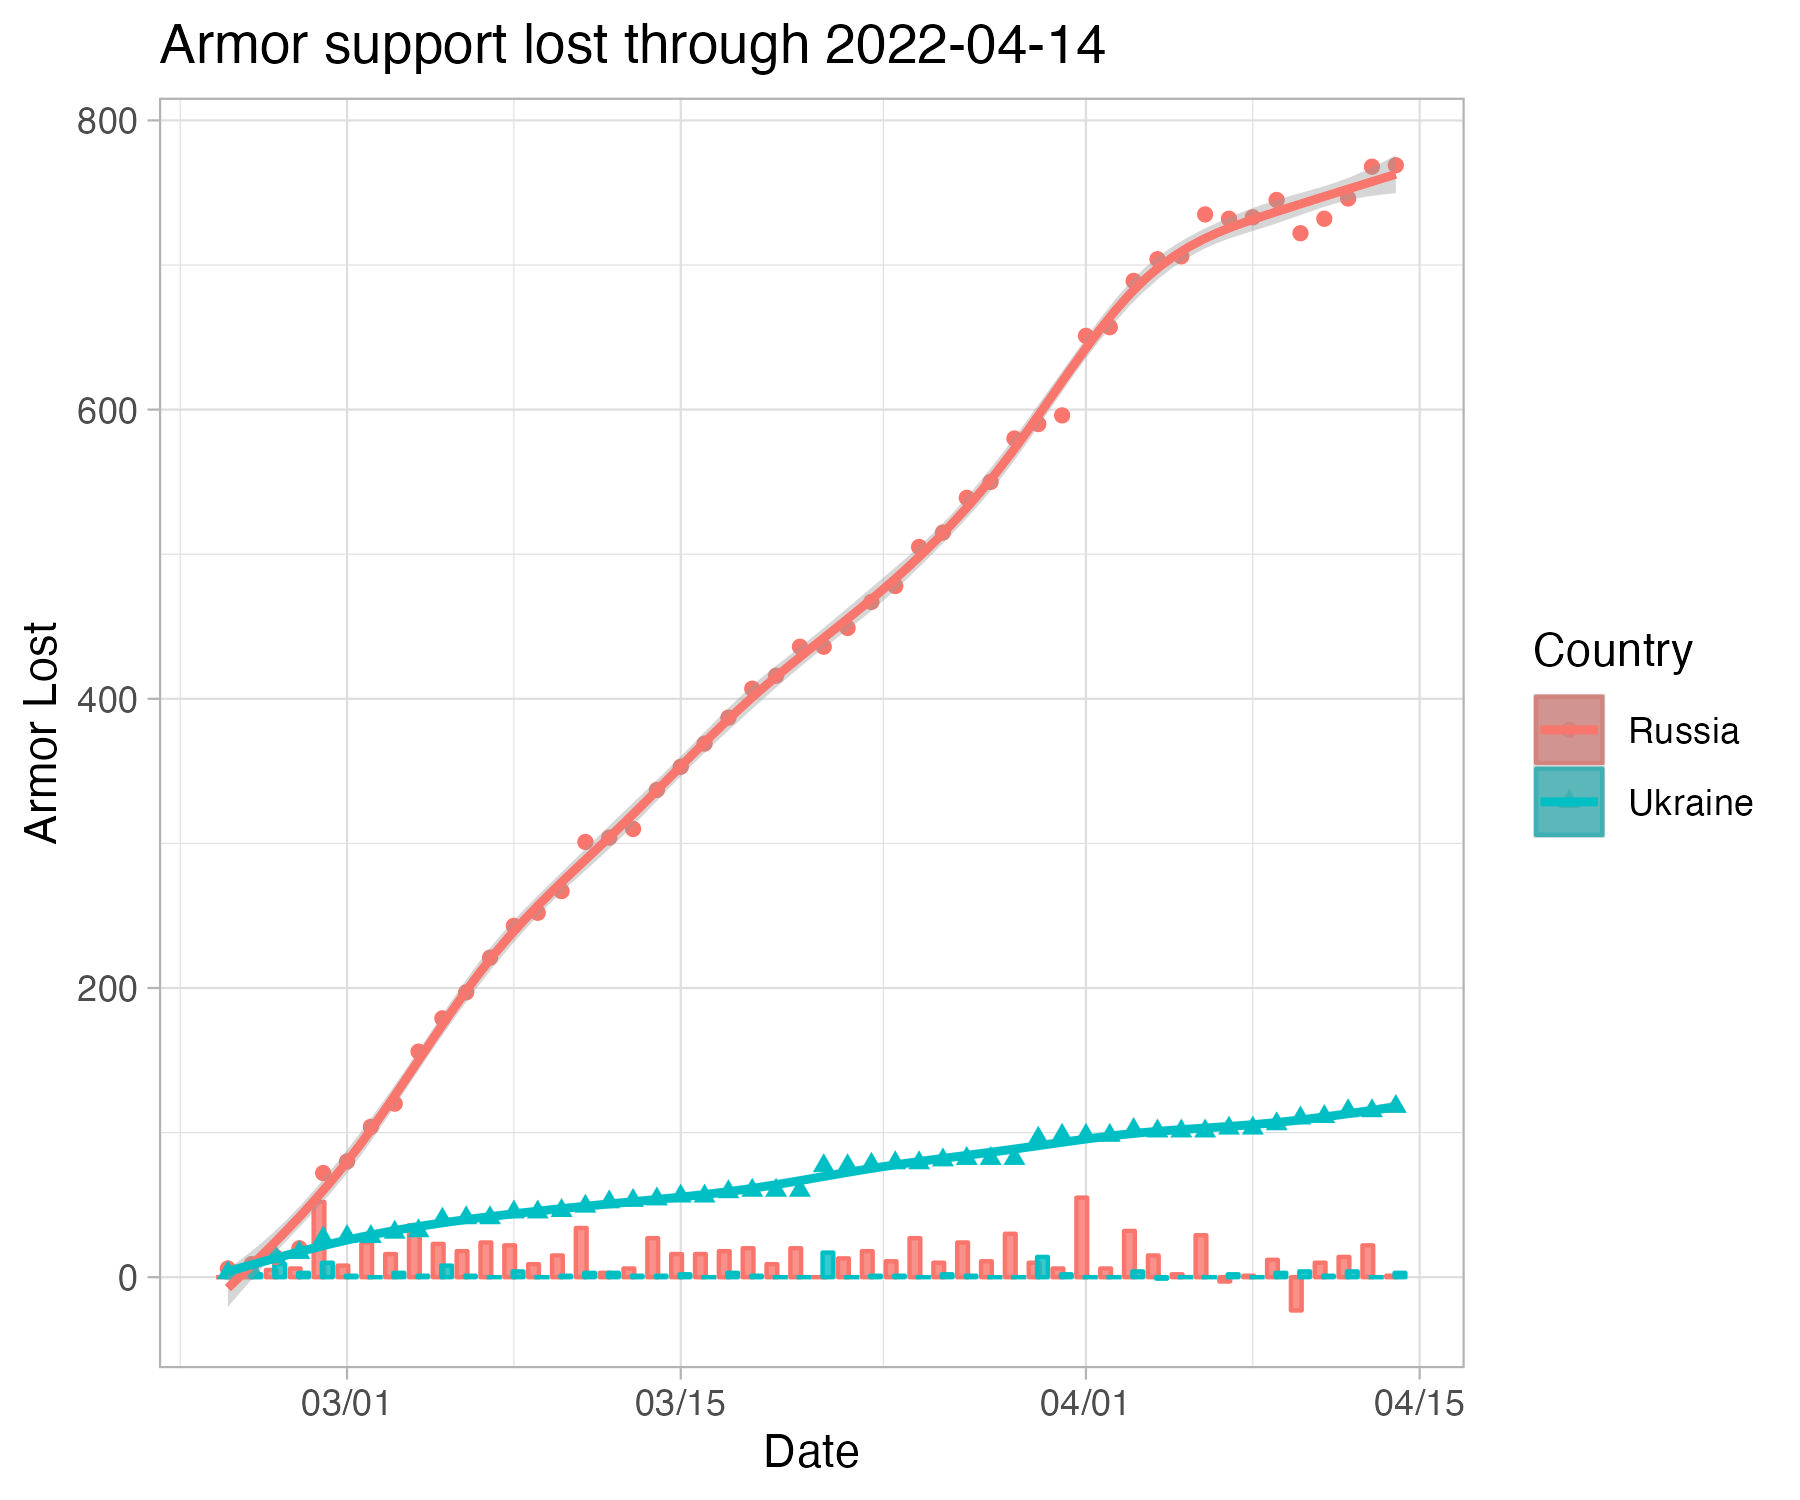 Armor support lost through 2022-04-14
800
600
400
200
0
Armor Lost
03/01
03/15
04/01
04/15
Date
Country
Russia
Ukraine